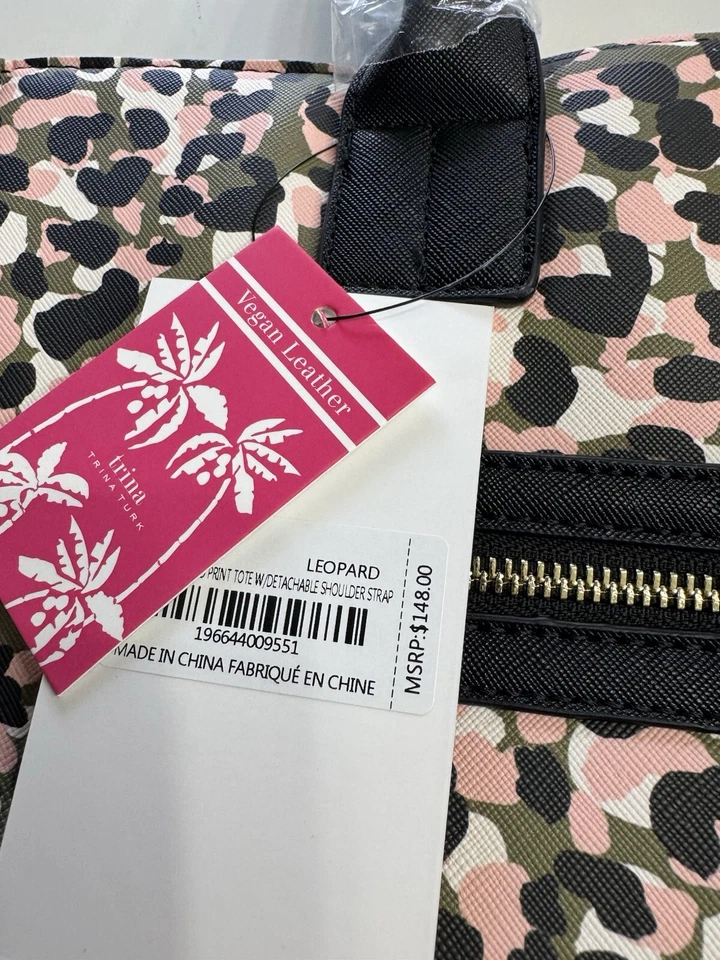 Vegan Leather
trina
TRINA TURK
LEOPARD
PRINT TOTE W/DETACHABLE SHOULDER STRAP
196644009551
MADE IN CHINA FABRIQUÉ EN CHINE
MSRP:$148.00